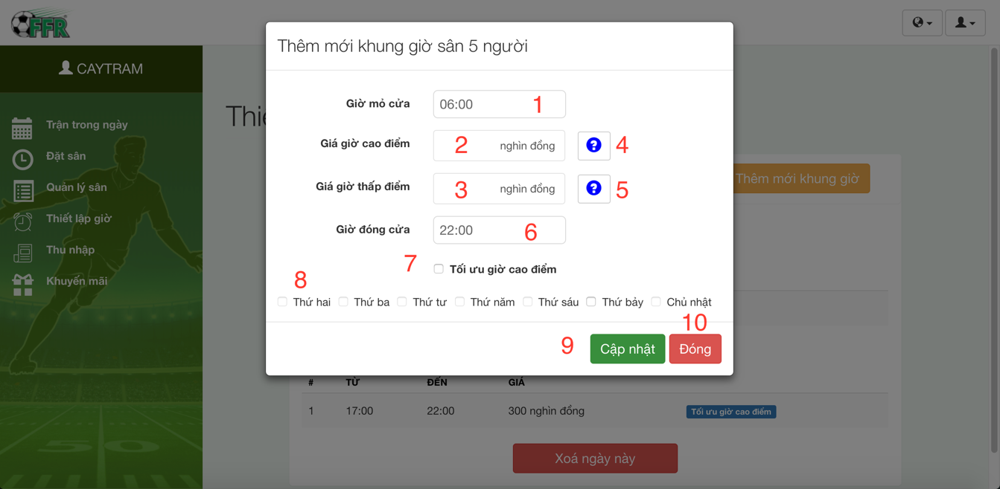 FFR
CAYTRAM
Trận trong ngày
Đặt sân
Quản lý sân
Thiết lập giờ
Thu nhập
Khuyến mãi
Thêm mới khung giờ sân 5 người
Giờ mỏ cửa 06:00 1
Giá giờ cao điểm 2 nghìn đồng ? 4
Giá giờ thấp điểm 3 nghìn đồng ? 5
Giờ đóng cửa 22:00 6
7 Tối ưu giờ cao điểm
8
Thứ hai Thứ ba Thứ tư Thứ năm Thứ sáu Thứ bảy Chủ nhật
10
9 Cập nhật Đóng
Thêm mới khung giờ
# TỪ ĐẾN GIÁ
1 17:00 22:00 300 nghìn đồng Tối ưu giờ cao điểm
Xoá ngày này
50